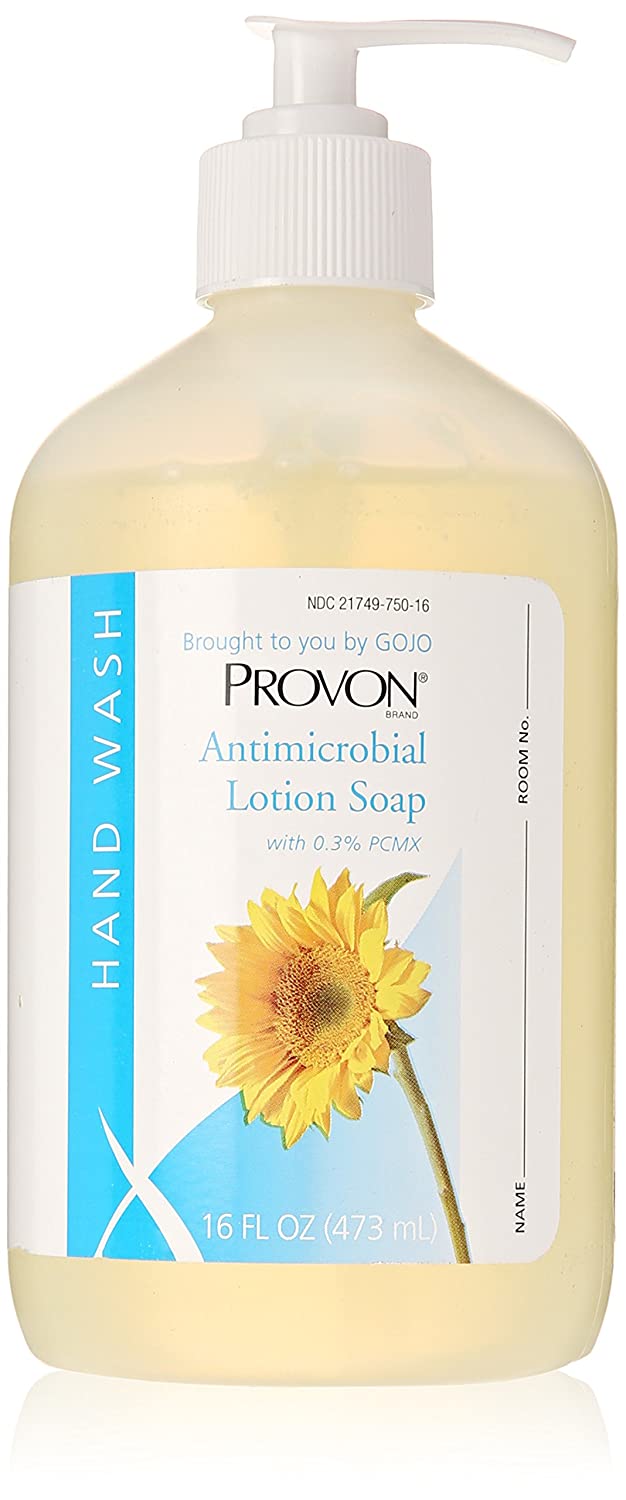 HAND WASH
NDC 21749-750-16
Brought to you by GOJO
PROVON®
BRAND
Antimicrobial
Lotion Soap
with 0.3% PCMX
16 FL OZ (473 mL)
NAME
ROOM No.